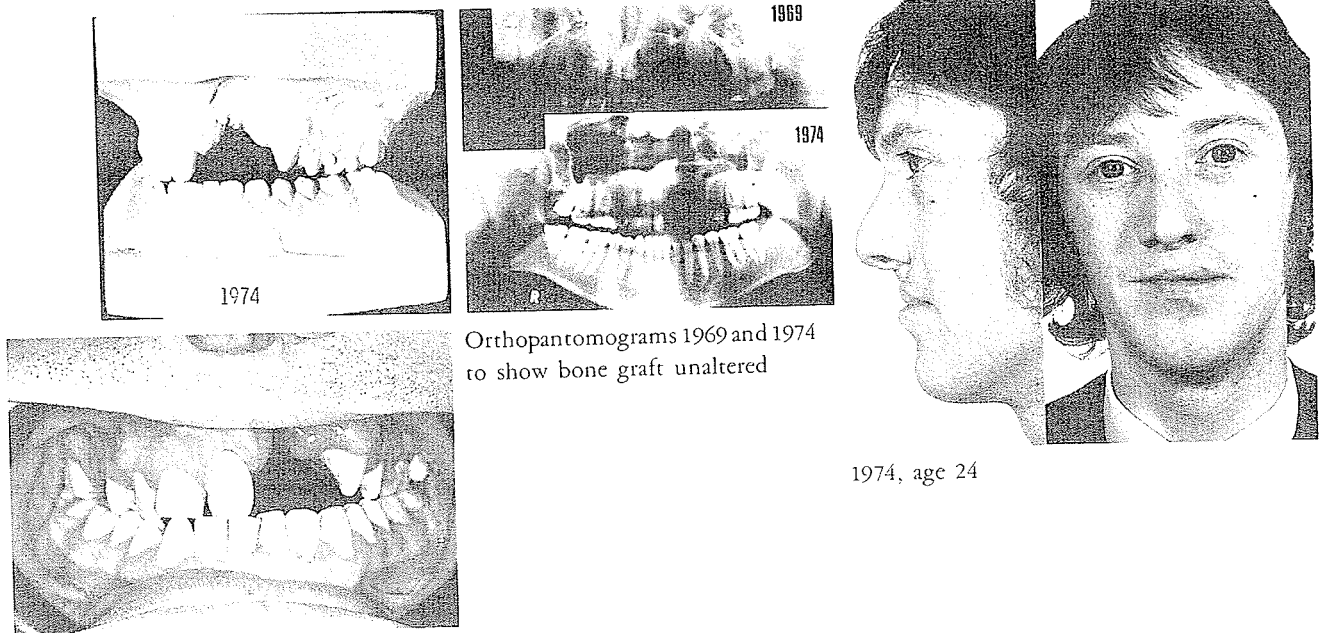 1974
1969
1974
R
Orthopantomograms 1969 and 1974
to show bone graft unaltered
1974, age 24